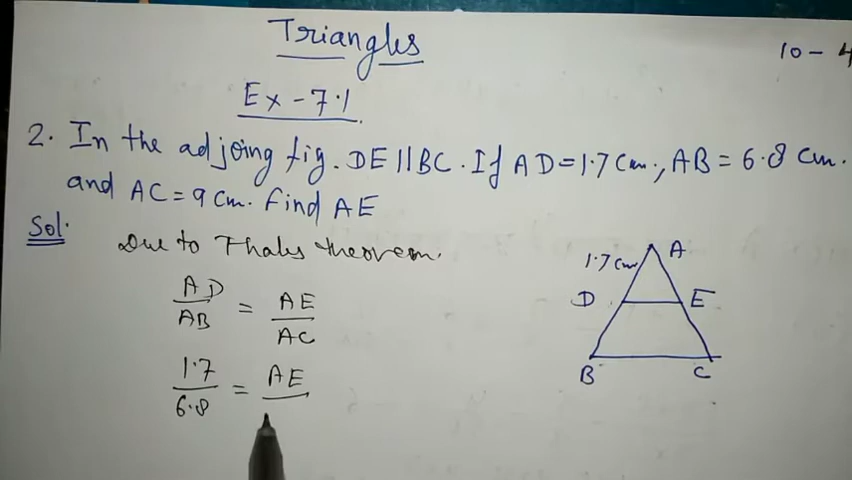 Triangles
10-4
Ex-7.1
2. In the adjoing fig. DE||BC. If AD=1.7 Cm., AB=6.8 Cm.
and AC=9 Cm. Find AE
Sol.
Due to Thales theorem.
AD/AB = AE/AC
1.7/6.8 = AE/
1.7 cm
A
D
E
B
C